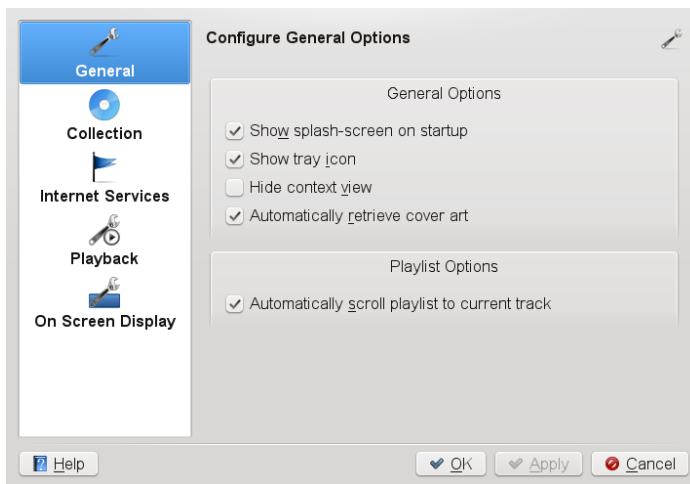 General
Collection
Internet Services
Playback
On Screen Display
Configure General Options
General Options
Show splash-screen on startup
Show tray icon
Hide context view
Automatically retrieve cover art
Playlist Options
Automatically scroll playlist to current track
Help
OK
Apply
Cancel